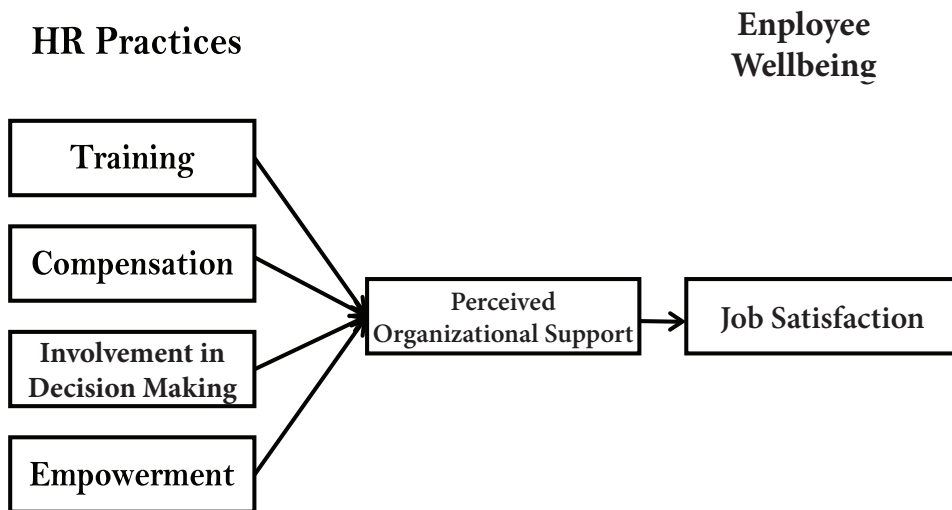 HR Practices
Enployee
Wellbeing
Training
Compensation
Involvement in
Decision Making
Empowerment
Perceived
Organizational Support
Job Satisfaction